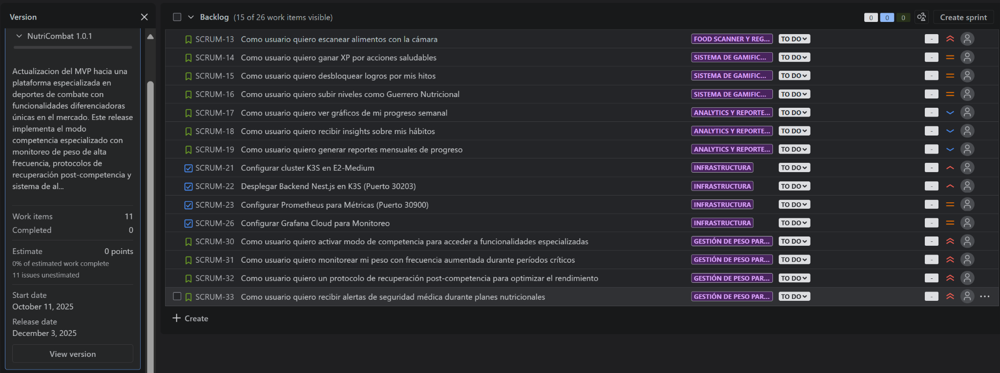 Version
NutriCombat 1.0.1
Actualizacion del MVP hacia una
plataforma especializada en
deportes de combate con
funcionalidades diferenciadoras
únicas en el mercado. Este release
implementa el modo
competencia especializado con
monitoreo de peso de alta
frecuencia, protocolos de
recuperación post-competencia y
sistema de al...
Work items 11
Completed 0
Estimate 0 points
0% of estimated work complete
11 issues unestimated
Start date
October 11, 2025
Release date
December 3, 2025
View version
Backlog (15 of 26 work items visible) 0 0 0 Create sprint
SCRUM-13 Como usuario quiero escanear alimentos con la cámara FOOD SCANNER Y REG... TO DO -
SCRUM-14 Como usuario quiero ganar XP por acciones saludables SISTEMA DE GAMIFIC... TO DO -
SCRUM-15 Como usuario quiero desbloquear logros por mis hitos SISTEMA DE GAMIFIC... TO DO -
SCRUM-16 Como usuario quiero subir niveles como Guerrero Nutricional SISTEMA DE GAMIFIC... TO DO -
SCRUM-17 Como usuario quiero ver gráficos de mi progreso semanal ANALYTICS Y REPORTE... TO DO -
SCRUM-18 Como usuario quiero recibir insights sobre mis hábitos ANALYTICS Y REPORTE... TO DO -
SCRUM-19 Como usuario quiero generar reportes mensuales de progreso ANALYTICS Y REPORTE... TO DO -
SCRUM-21 Configurar cluster K3S en E2-Medium INFRASTRUCTURA TO DO -
SCRUM-22 Desplegar Backend Nest.js en K3S (Puerto 30203) INFRASTRUCTURA TO DO -
SCRUM-23 Configurar Prometheus para Métricas (Puerto 30900) INFRASTRUCTURA TO DO -
SCRUM-26 Configurar Grafana Cloud para Monitoreo INFRASTRUCTURA TO DO -
SCRUM-30 Como usuario quiero activar modo de competencia para acceder a funcionalidades especializadas GESTIÓN DE PESO PAR... TO DO -
SCRUM-31 Como usuario quiero monitorear mi peso con frecuencia aumentada durante períodos críticos GESTIÓN DE PESO PAR... TO DO -
SCRUM-32 Como usuario quiero un protocolo de recuperación post-competencia para optimizar el rendimiento GESTIÓN DE PESO PAR... TO DO -
SCRUM-33 Como usuario quiero recibir alertas de seguridad médica durante planes nutricionales GESTIÓN DE PESO PAR... TO DO -
Create